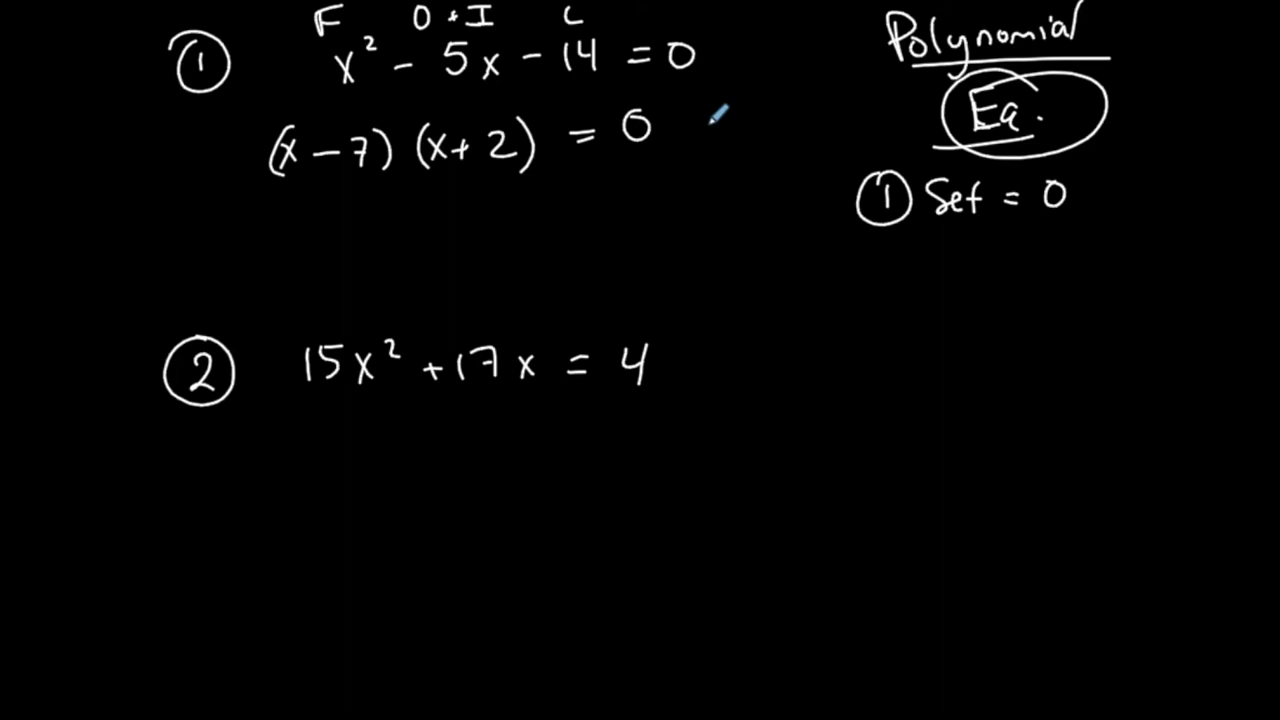 F O + I L
① x² - 5x - 14 = 0
(x - 7) (x + 2) = 0
② 15x² + 17x = 4
Polynomial
Eq.
① Set = 0